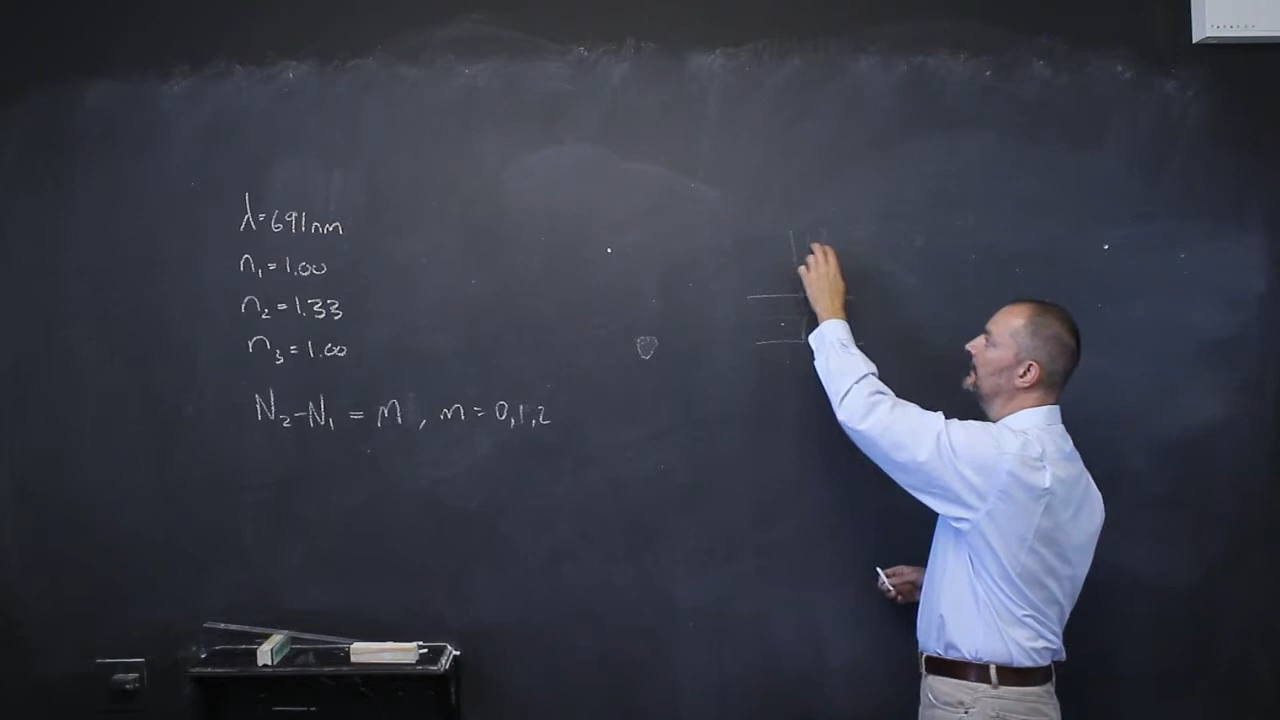 λ=691nm
n₁=1.00
n₂=1.33
n₃=1.00
N₂-N₁ = m, m=0,1,2